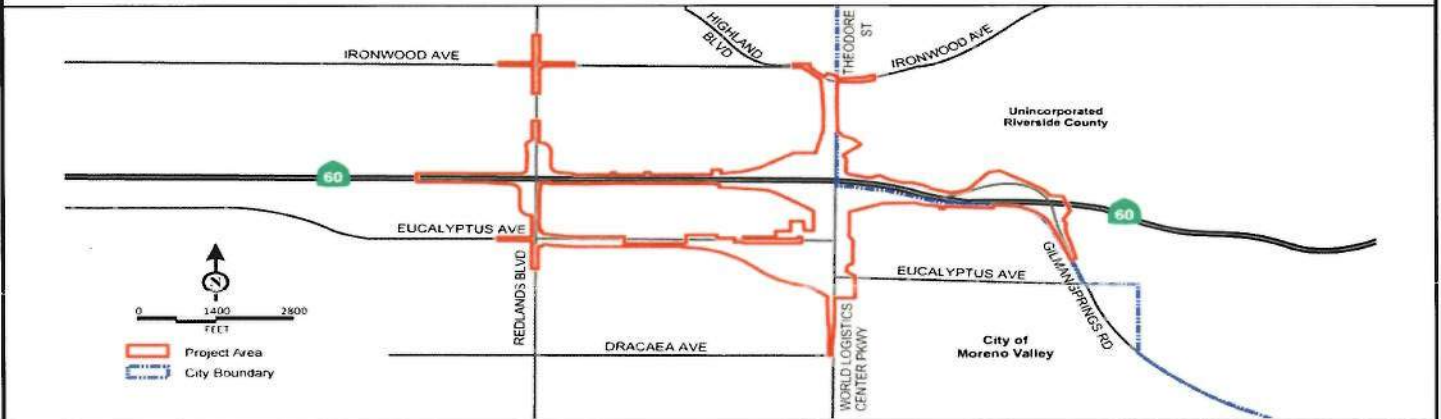 HIGHLAND
BLVD
THEODORE
ST
IRONWOOD AVE
IRONWOOD AVE
Unincorporated
Riverside County
60
60
EUCALYPTUS AVE
REDLANDS BLVD
N
0 1400 2800
FEET
Project Area
City Boundary
EUCALYPTUS AVE
GILMAN SPRINGS RD
DRACAEA AVE
WORLD LOGISTICS
CENTER PKWY
City of
Moreno Valley